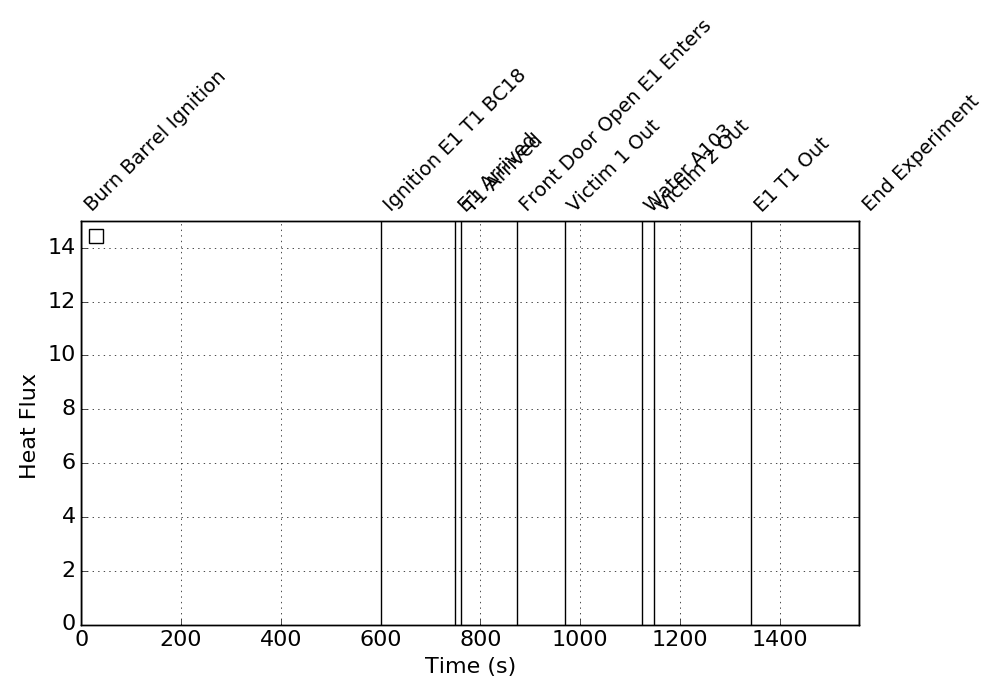 Burn Barrel Ignition
Ignition E1 T1 BC18
E1 Arrived
T1 Arrived
Front Door Open E1 Enters
Victim 1 Out
Water A103
Victim 2 Out
E1 T1 Out
End Experiment
14
12
10
8
6
4
2
0
Heat Flux
0 200 400 600 800 1000 1200 1400
Time (s)